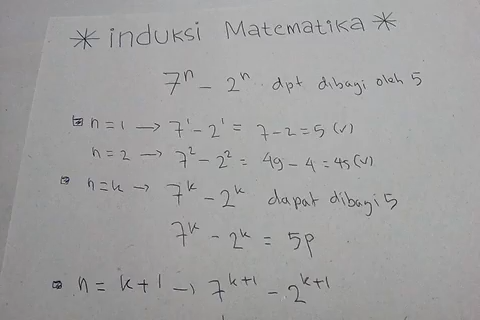 * induksi Matematika *
7ⁿ - 2ⁿ dpt dibagi oleh 5
n = 1 → 7¹ - 2¹ = 7 - 2 = 5 (v)
n = 2 → 7² - 2² = 49 - 4 = 45 (v)
n = k → 7ᵏ - 2ᵏ dapat dibagi 5
7ᵏ - 2ᵏ = 5p
n = k + 1 → 7ᵏ⁺¹ - 2ᵏ⁺¹